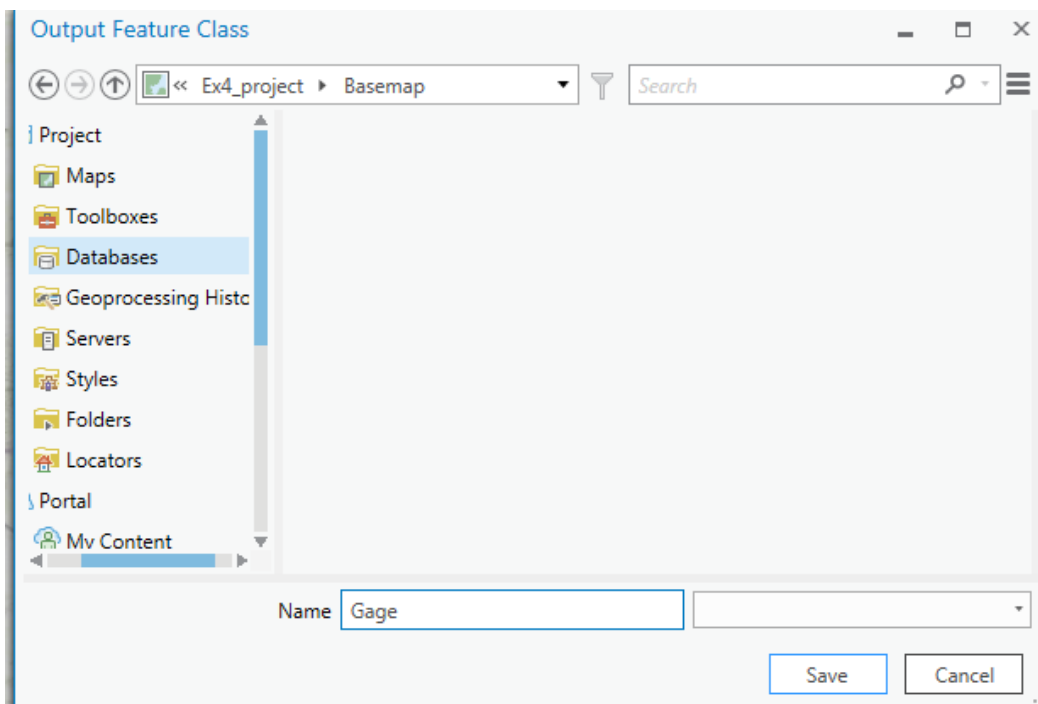 Output Feature Class
« Ex4_project Basemap
Search
Project
Maps
Toolboxes
Databases
Geoprocessing Histo
Servers
Styles
Folders
Locators
Portal
My Content
Name Gage
Save Cancel